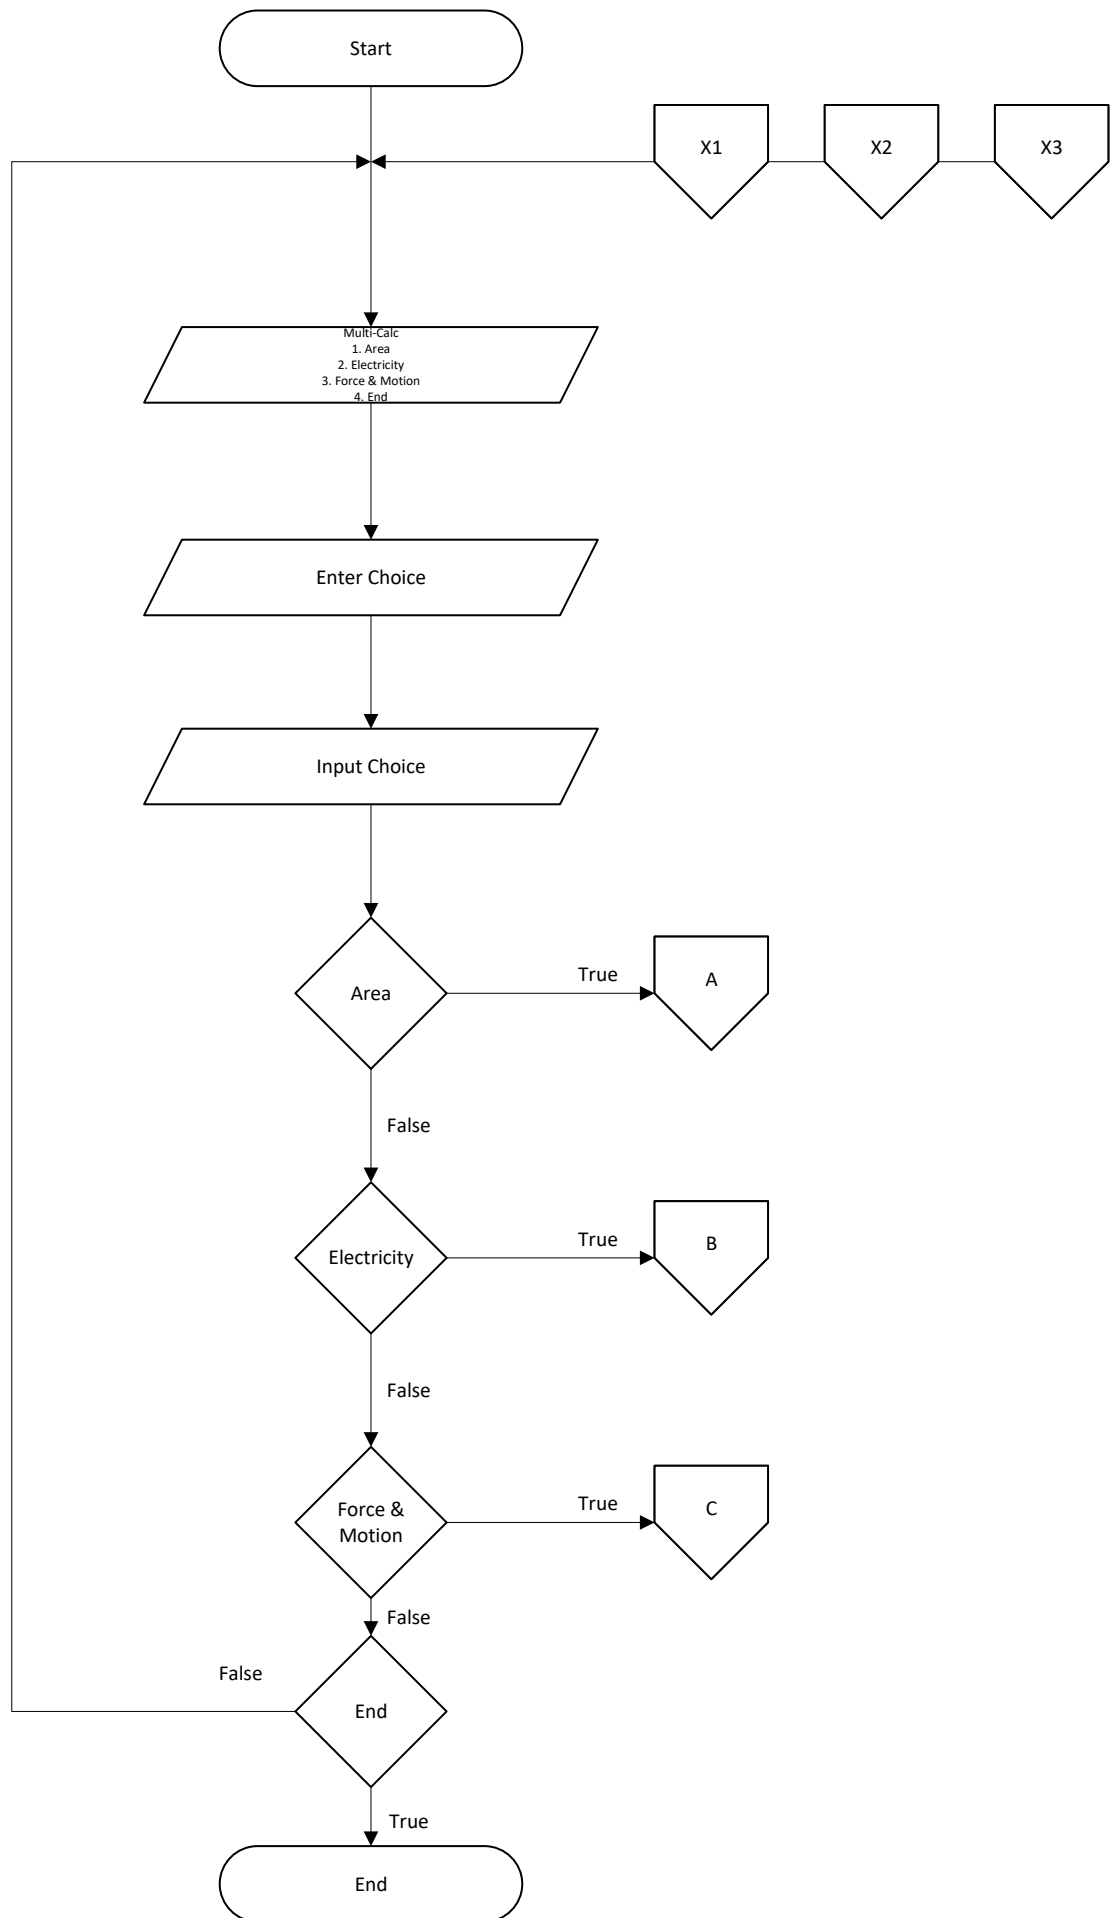 Start
X1
X2
X3
Multi-Calc
1. Area
2. Electricity
3. Force & Motion
4. End
Enter Choice
Input Choice
Area
True
A
False
Electricity
True
B
False
Force &
Motion
True
C
False
False
End
True
End